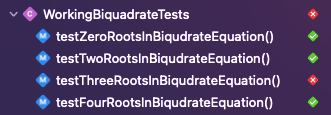 WorkingBiquadrateTests
testZeroRootsInBiqudrateEquation()
testTwoRootsInBiqudrateEquation()
testThreeRootsInBiqudrateEquation()
testFourRootsInBiqudrateEquation()